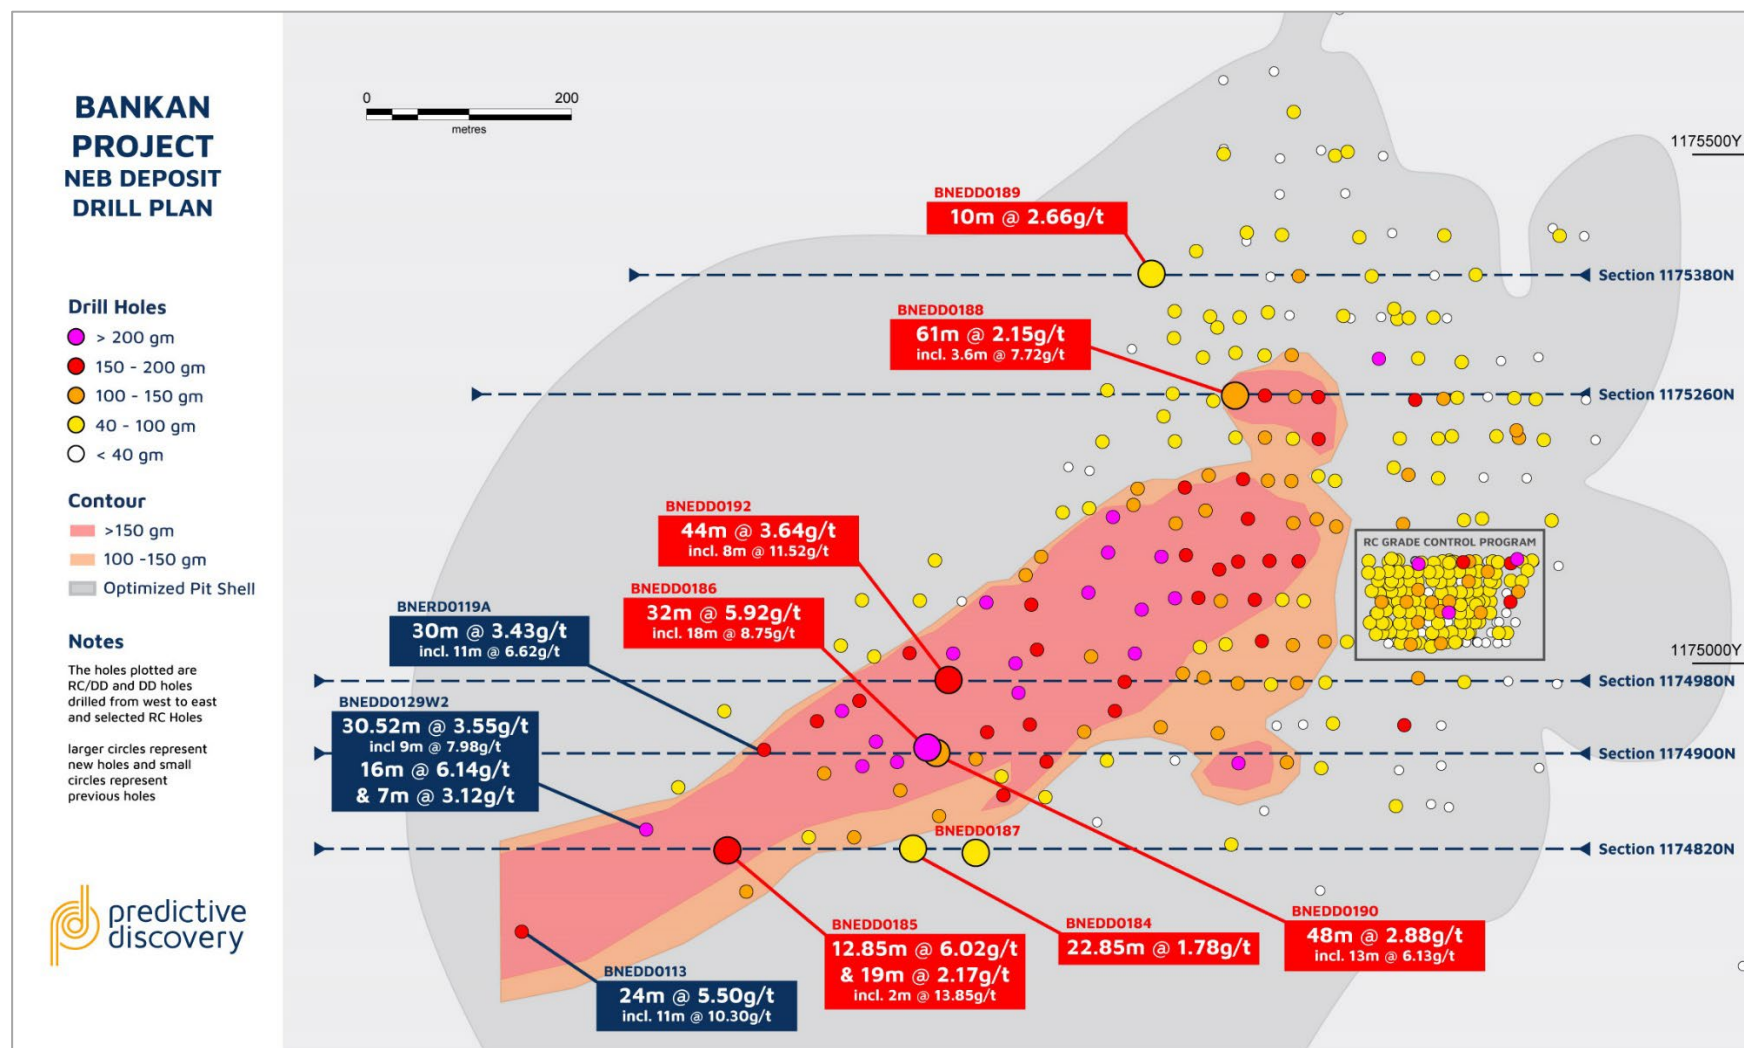 BANKAN
PROJECT
NEB DEPOSIT
DRILL PLAN
Drill Holes
> 200 gm
150 - 200 gm
100 - 150 gm
40 - 100 gm
< 40 gm
Contour
>150 gm
100 -150 gm
Optimized Pit Shell
Notes
The holes plotted are
RC/DD and DD holes
drilled from west to east
and selected RC Holes
larger circles represent
new holes and small
circles represent
previous holes
predictive
discovery
0 200
metres
1175500Y
BNEDD0189
10m @ 2.66g/t
Section 1175380N
BNEDD0188
61m @ 2.15g/t
incl. 3.6m @ 7.72g/t
Section 1175260N
BNEDD0192
44m @ 3.64g/t
incl. 8m @ 11.52g/t
RC GRADE CONTROL PROGRAM
BNEDD0186
32m @ 5.92g/t
incl. 18m @ 8.75g/t
BNERD0119A
30m @ 3.43g/t
incl. 11m @ 6.62g/t
1175000Y
Section 1174980N
BNEDD0129W2
30.52m @ 3.55g/t
incl 9m @ 7.98g/t
16m @ 6.14g/t
& 7m @ 3.12g/t
Section 1174900N
BNEDD0187
Section 1174820N
BNEDD0185
12.85m @ 6.02g/t
& 19m @ 2.17g/t
incl. 2m @ 13.85g/t
BNEDD0184
22.85m @ 1.78g/t
BNEDD0190
48m @ 2.88g/t
incl. 13m @ 6.13g/t
BNEDD0113
24m @ 5.50g/t
incl. 11m @ 10.30g/t